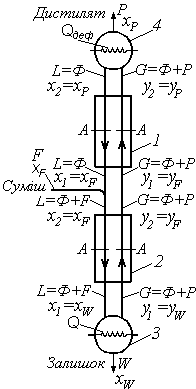 Дистилят P
x_P
Q_деф
4
L=Ф G=Ф+P
x_2=x_P y_2=y_P
A A
1
L=Ф G=Ф+P
x_1=x_F y_1=y_F
F
x_F
Суміш
L=Ф+F G=Ф+P
x_2=x_F y_2=y_F
A A
2
L=Ф+F G=Ф+P
x_1=x_W y_1=y_W
Q
3
Залишок W
x_W